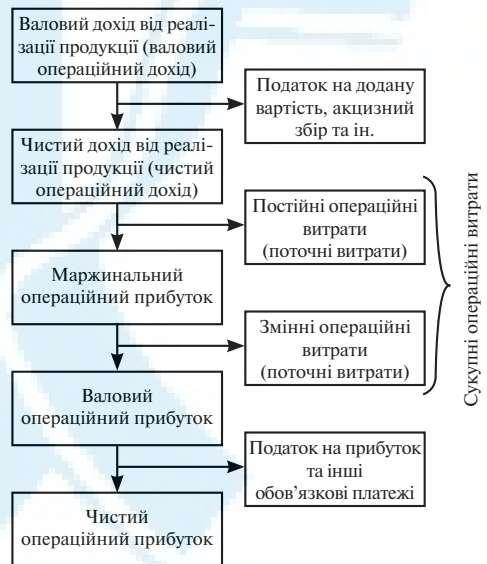 Валовий дохід від реалі-
зації продукції (валовий
операційний дохід)
Податок на додану
вартість, акцизний
збір та ін.
Чистий дохід від реалі-
зації продукції (чистий
операційний дохід)
Постійні операційні
витрати
(поточні витрати)
Маржинальний
операційний прибуток
Змінні операційні
витрати
(поточні витрати)
Валовий
операційний прибуток
Податок на прибуток
та інші
обов’язкові платежі
Чистий
операційний прибуток
Сукупні операційні витрати